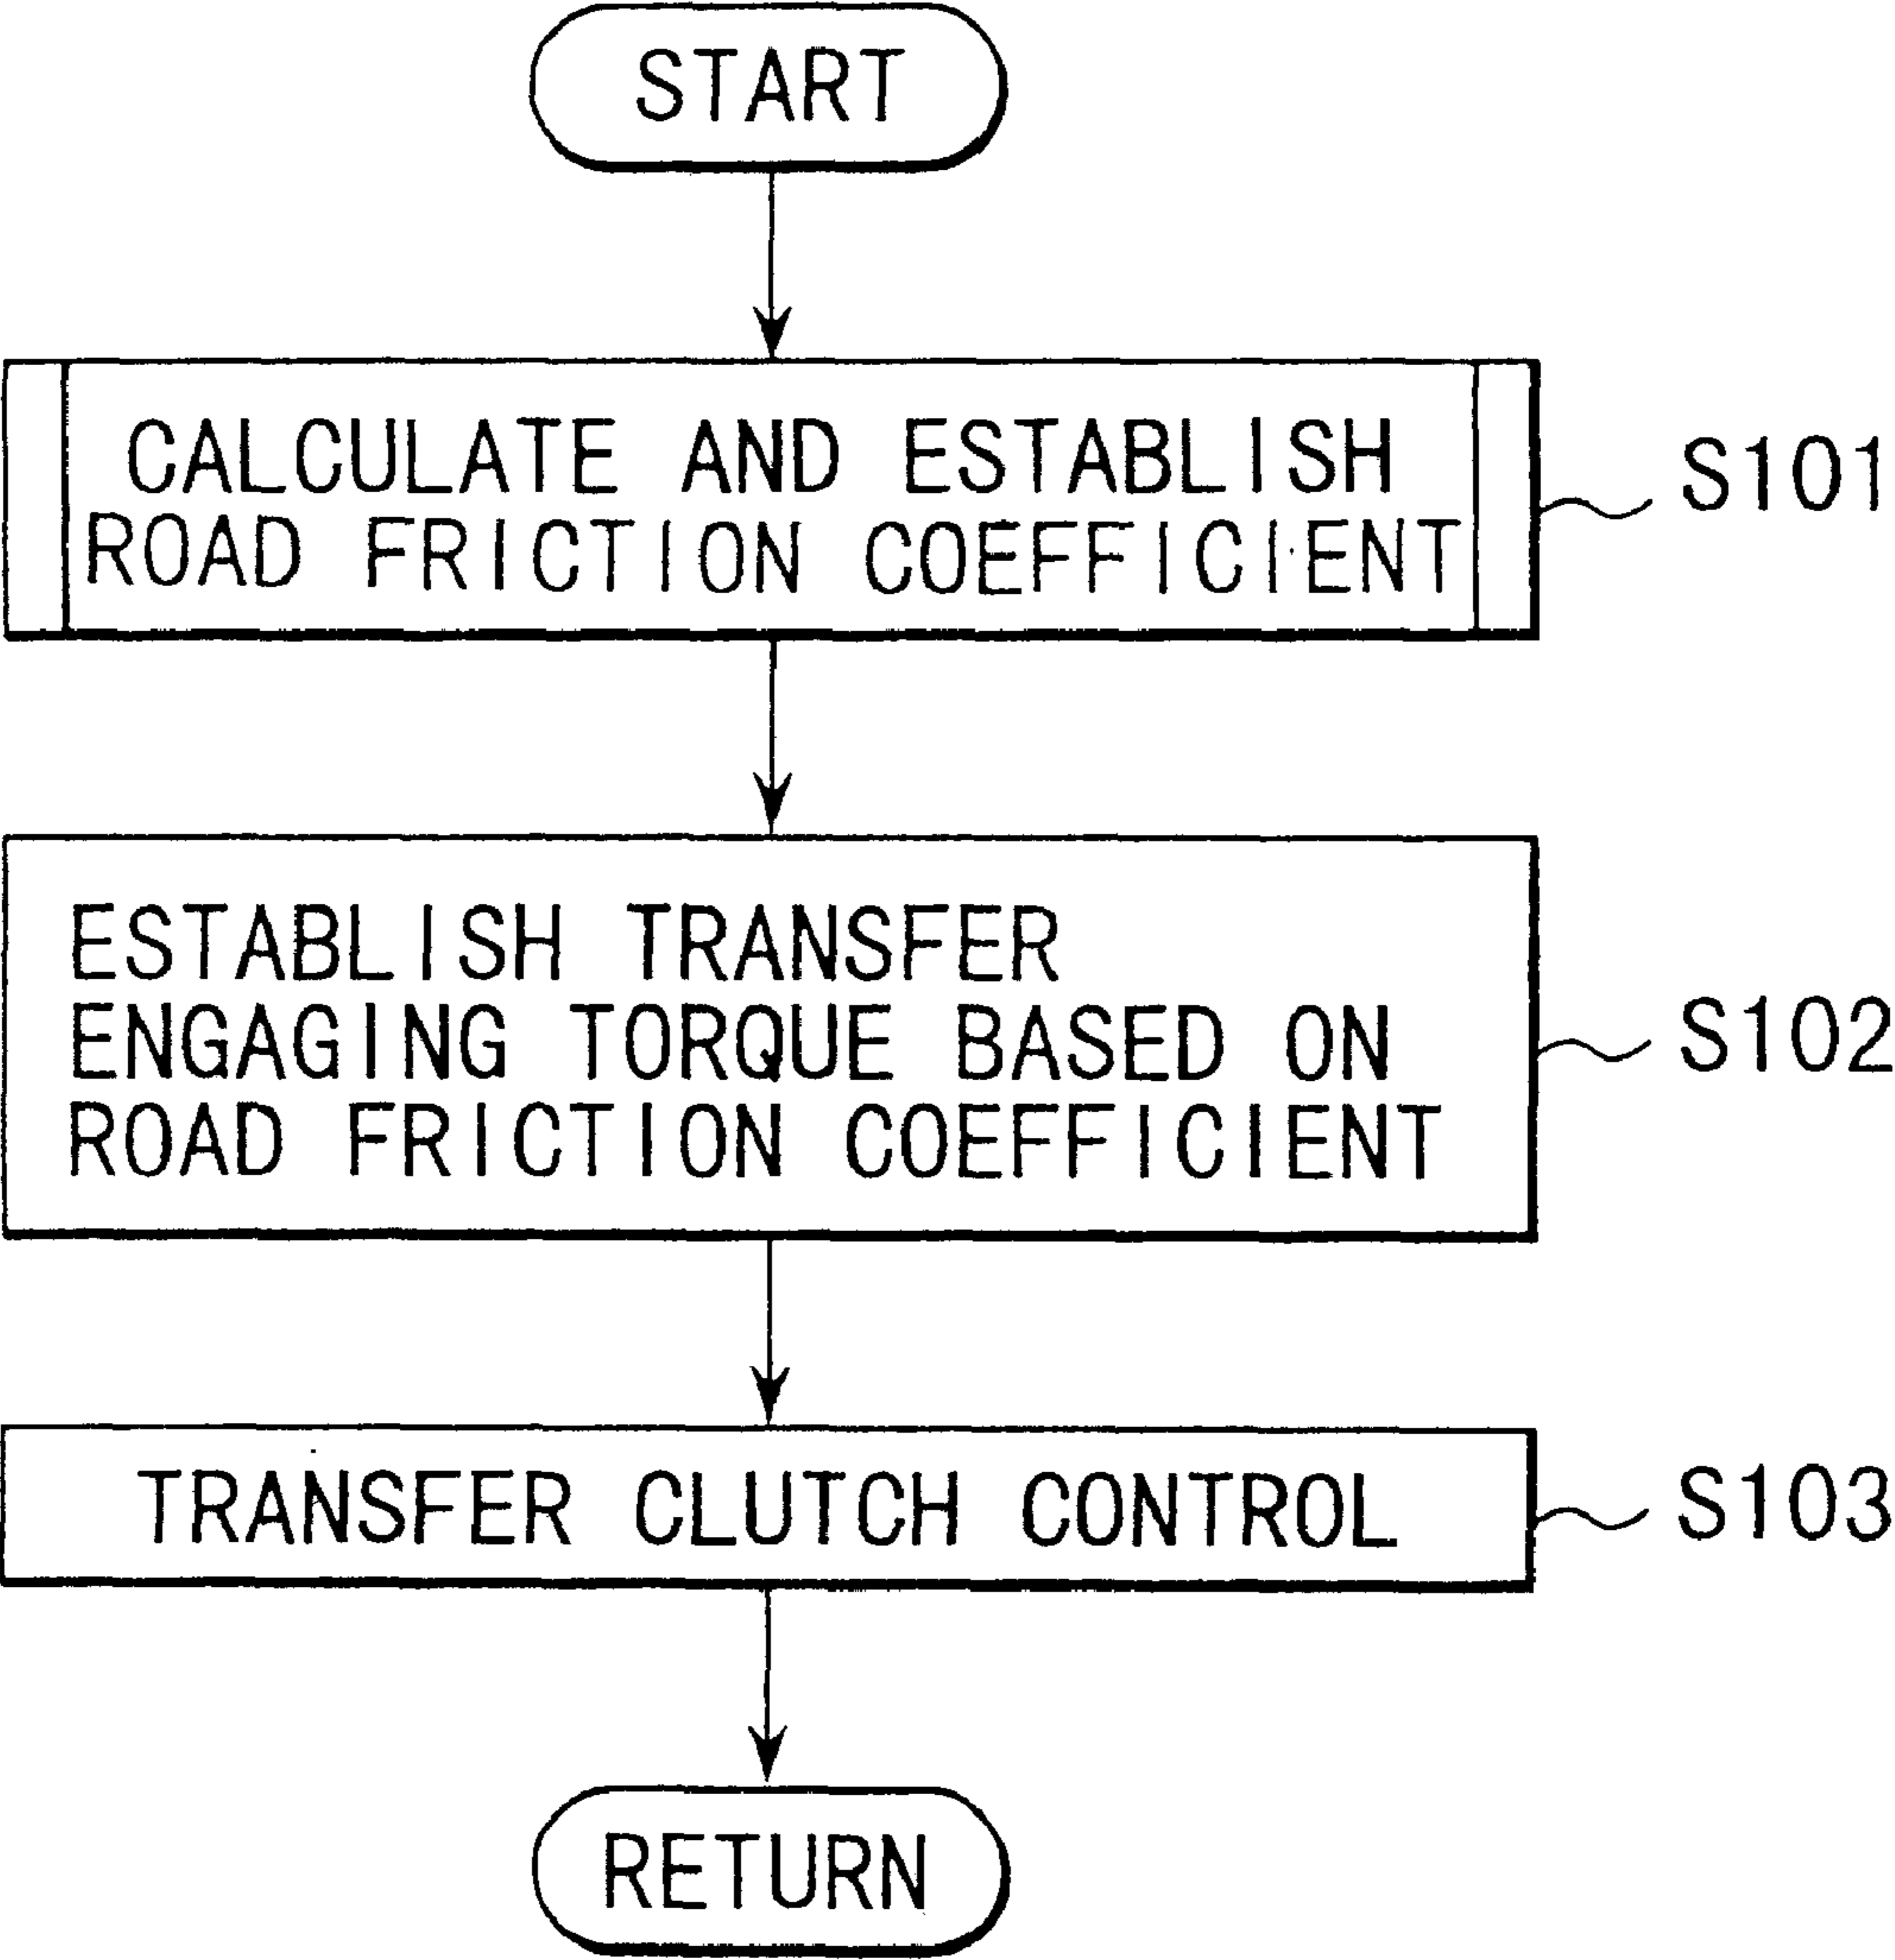 START
CALCULATE AND ESTABLISH
ROAD FRICTION COEFFICIENT
S101
ESTABLISH TRANSFER
ENGAGING TORQUE BASED ON
ROAD FRICTION COEFFICIENT
S102
TRANSFER CLUTCH CONTROL
S103
RETURN